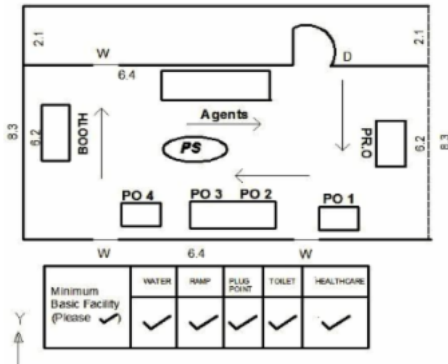 2.1
W
D
2.1
6.4
8.3
6.2
BOOTH
Agents
PS
PR.O
6.2
8.3
PO 4
PO 3
PO 2
PO 1
W
6.4
W
Minimum
Basic Facility
(Please ✓)
WATER
RAMP
PLUG
POINT
TOILET
HEALTHCARE
✓ ✓ ✓ ✓ ✓
Y